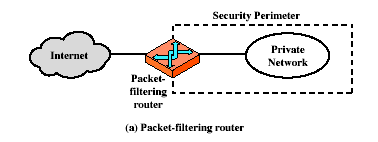 Security Perimeter
Internet
Private
Network
Packet-
filtering
router
(a) Packet-filtering router